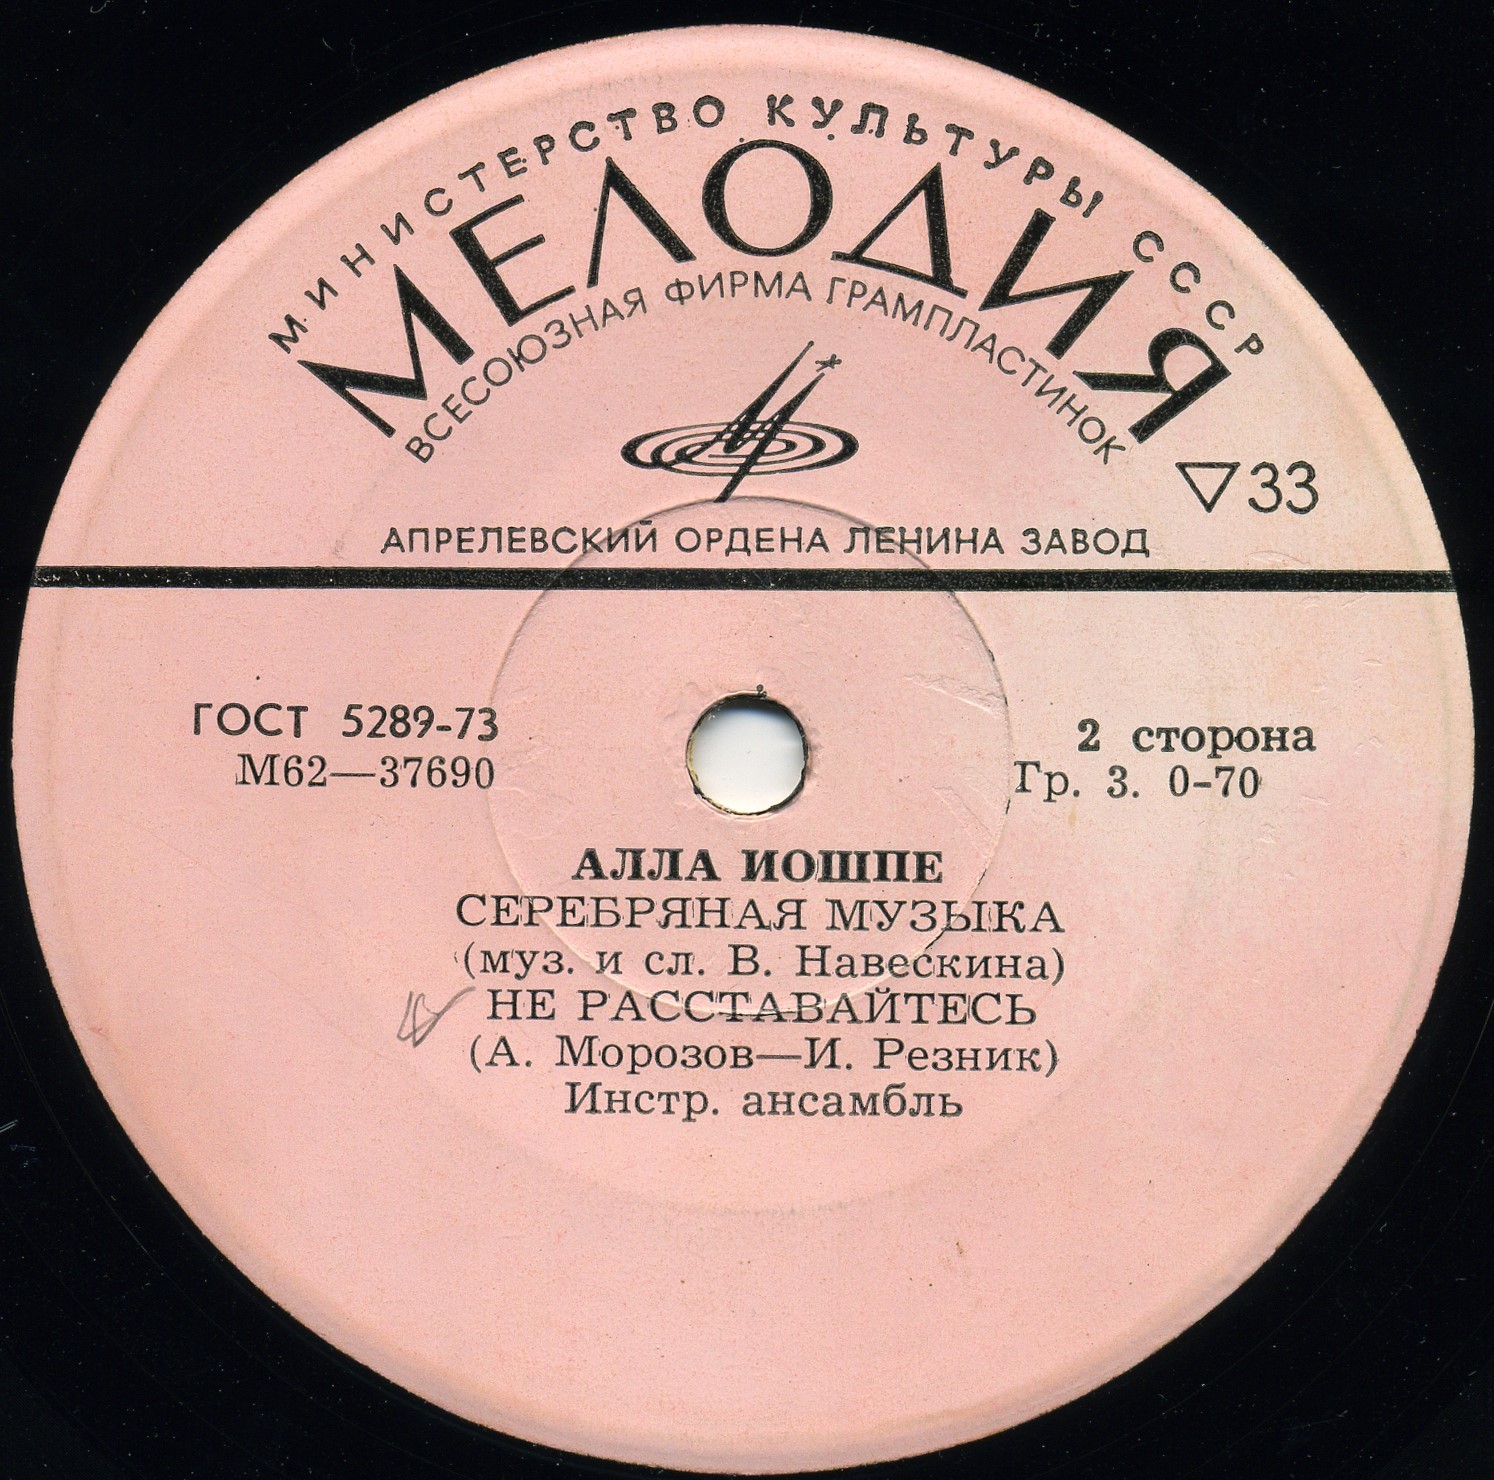 МИНИСТЕРСТВО КУЛЬТУРЫ СССР
МЕЛОДИЯ
ВСЕСОЮЗНАЯ ФИРМА ГРАМПЛАСТИНОК
33
АПРЕЛЕВСКИЙ ОРДЕНА ЛЕНИНА ЗАВОД
ГОСТ 5289-73
М62—37690
2 сторона
Гр. 3. 0-70
АЛЛА ИОШПЕ
СЕРЕБРЯНАЯ МУЗЫКА
(муз. и сл. В. Навескина)
НЕ РАССТАВАЙТЕСЬ
(А. Морозов—И. Резник)
Инстр. ансамбль